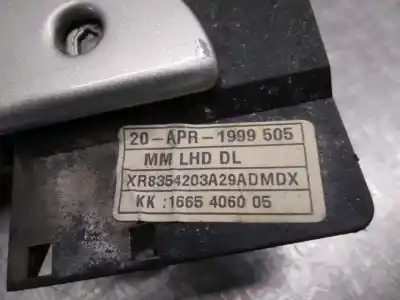 20-APR-1999 505
MM LHD DL
XR8354203A29ADMDX
KK :1665 4060 05